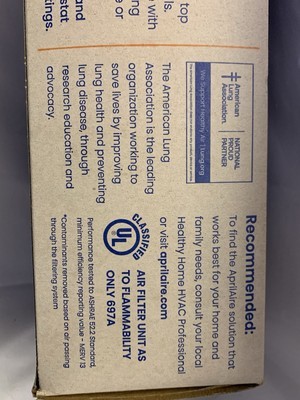 Recommended:
To find the AprilAire solution that
works best for your home and
family needs, consult your local
Healthy Home HVAC Professional
or visit aprilaire.com
CLASSIFIED
UL
AIR FILTER UNIT AS
TO FLAMMABILITY
ONLY 697A
Performance tested to ASHRAE 52.2 Standard,
minimum efficiency reporting value - MERV 13
*contaminants removed based on air passing
through the filtering system
American
Lung
Association
NATIONAL
PROUD
PARTNER
We Support Healthy Air | Lung.org
The American Lung
Association is the leading
organization working to
save lives by improving
lung health and preventing
lung disease, through
research education and
advocacy.
top
ls.
with
ng
e or
and
stat
tings.